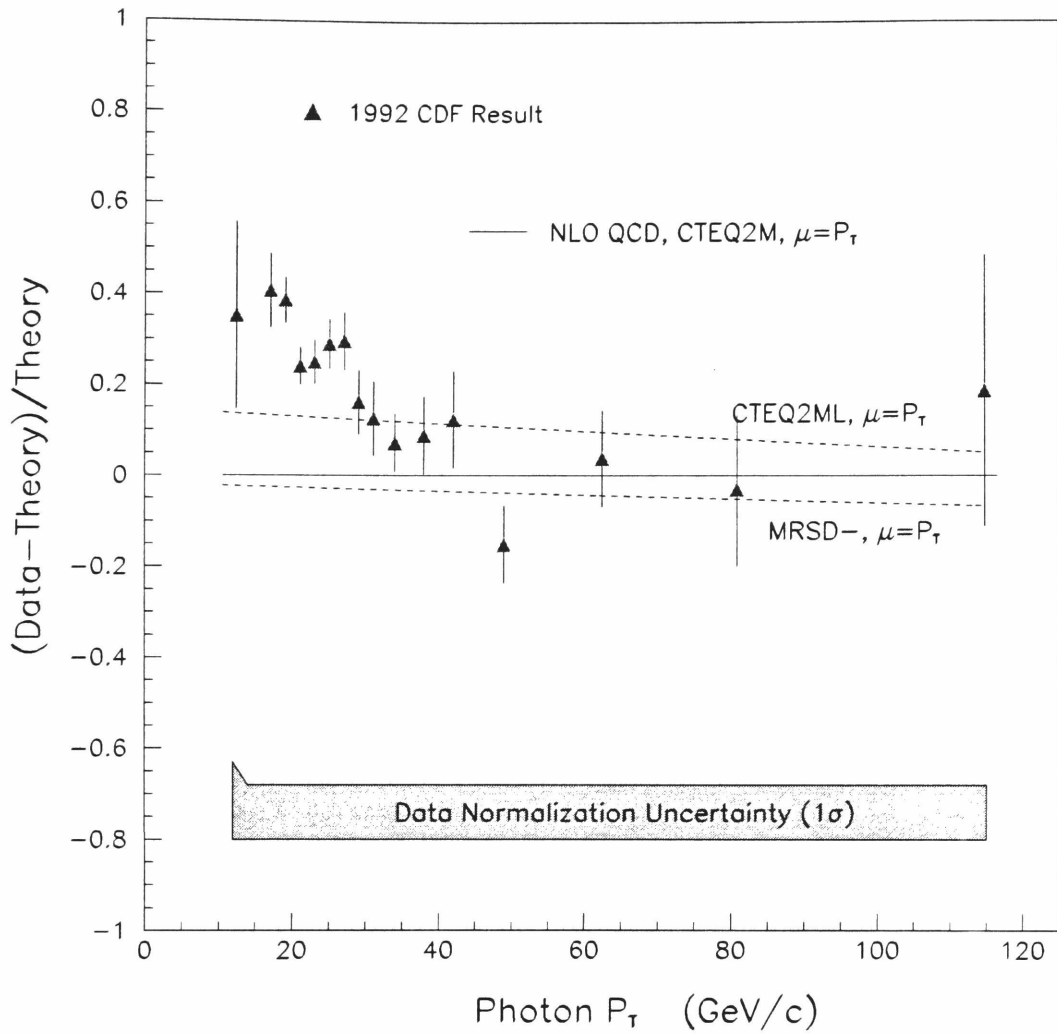 1
0.8
0.6
0.4
0.2
0
−0.2
−0.4
−0.6
−0.8
−1
(Data−Theory)/Theory
▲ 1992 CDF Result
NLO QCD, CTEQ2M, μ=P_T
CTEQ2ML, μ=P_T
MRSD−, μ=P_T
Data Normalization Uncertainty (1σ)
0 20 40 60 80 100 120
Photon P_T (GeV/c)